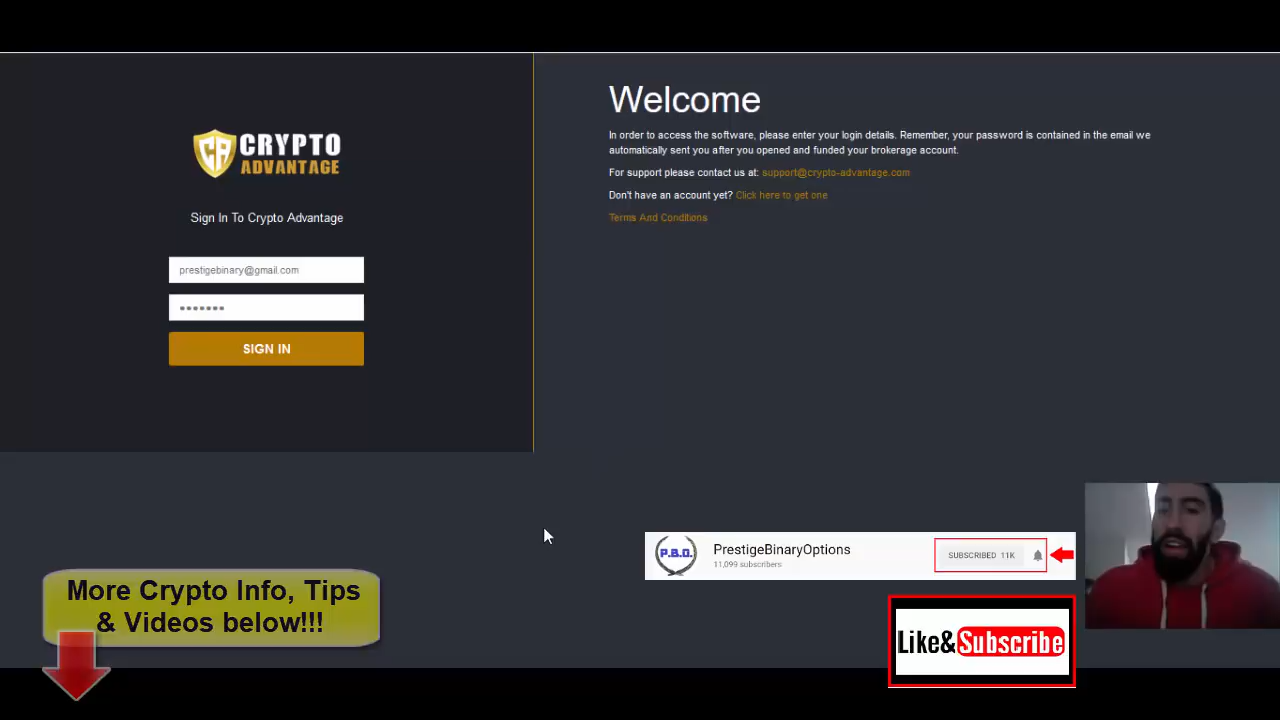 CRYPTO
ADVANTAGE
Sign In To Crypto Advantage
prestigebinary@gmail.com
SIGN IN
Welcome
In order to access the software, please enter your login details. Remember, your password is contained in the email we
automatically sent you after you opened and funded your brokerage account.
For support please contact us at: support@crypto-advantage.com
Don't have an account yet? Click here to get one
Terms And Conditions
P.B.O.
PrestigeBinaryOptions
11,099 subscribers
SUBSCRIBED 11K
More Crypto Info, Tips
& Videos below!!!
Like&Subscribe